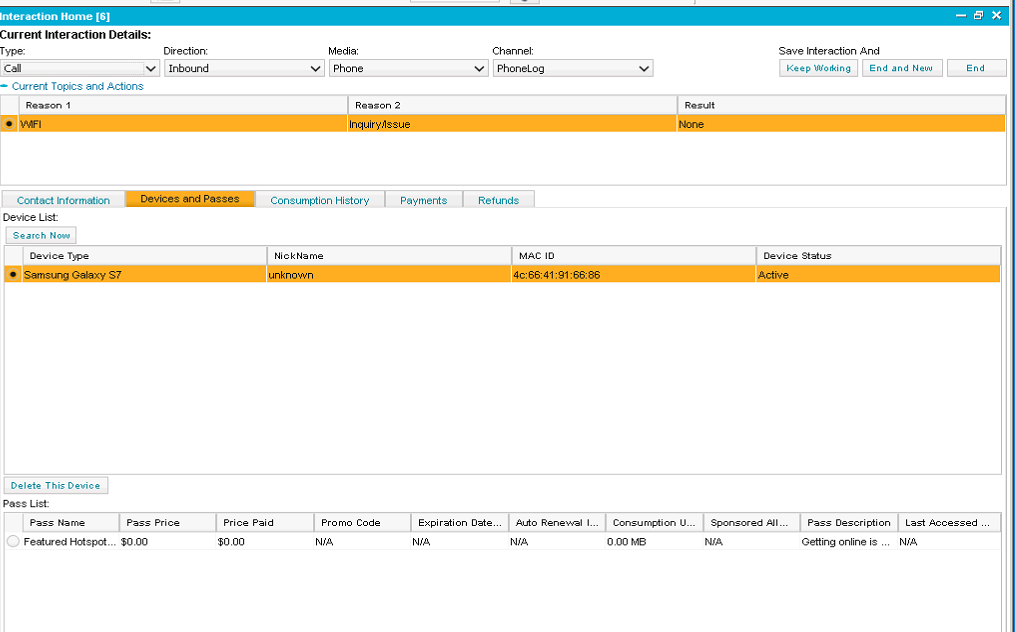 Interaction Home [6]
Current Interaction Details:
Type: Direction: Media: Channel: Save Interaction And
Call Inbound Phone PhoneLog Keep Working End and New End
Current Topics and Actions
Reason 1 Reason 2 Result
WIFI Inquiry/Issue None
Contact Information Devices and Passes Consumption History Payments Refunds
Device List:
Search Now
Device Type NickName MAC ID Device Status
Samsung Galaxy S7 unknown 4c:66:41:91:66:86 Active
Delete This Device
Pass List:
Pass Name Pass Price Price Paid Promo Code Expiration Date... Auto Renewal I... Consumption U... Sponsored All... Pass Description Last Accessed ...
Featured Hotspot... $0.00 $0.00 N/A N/A N/A 0.00 MB N/A Getting online is ... N/A